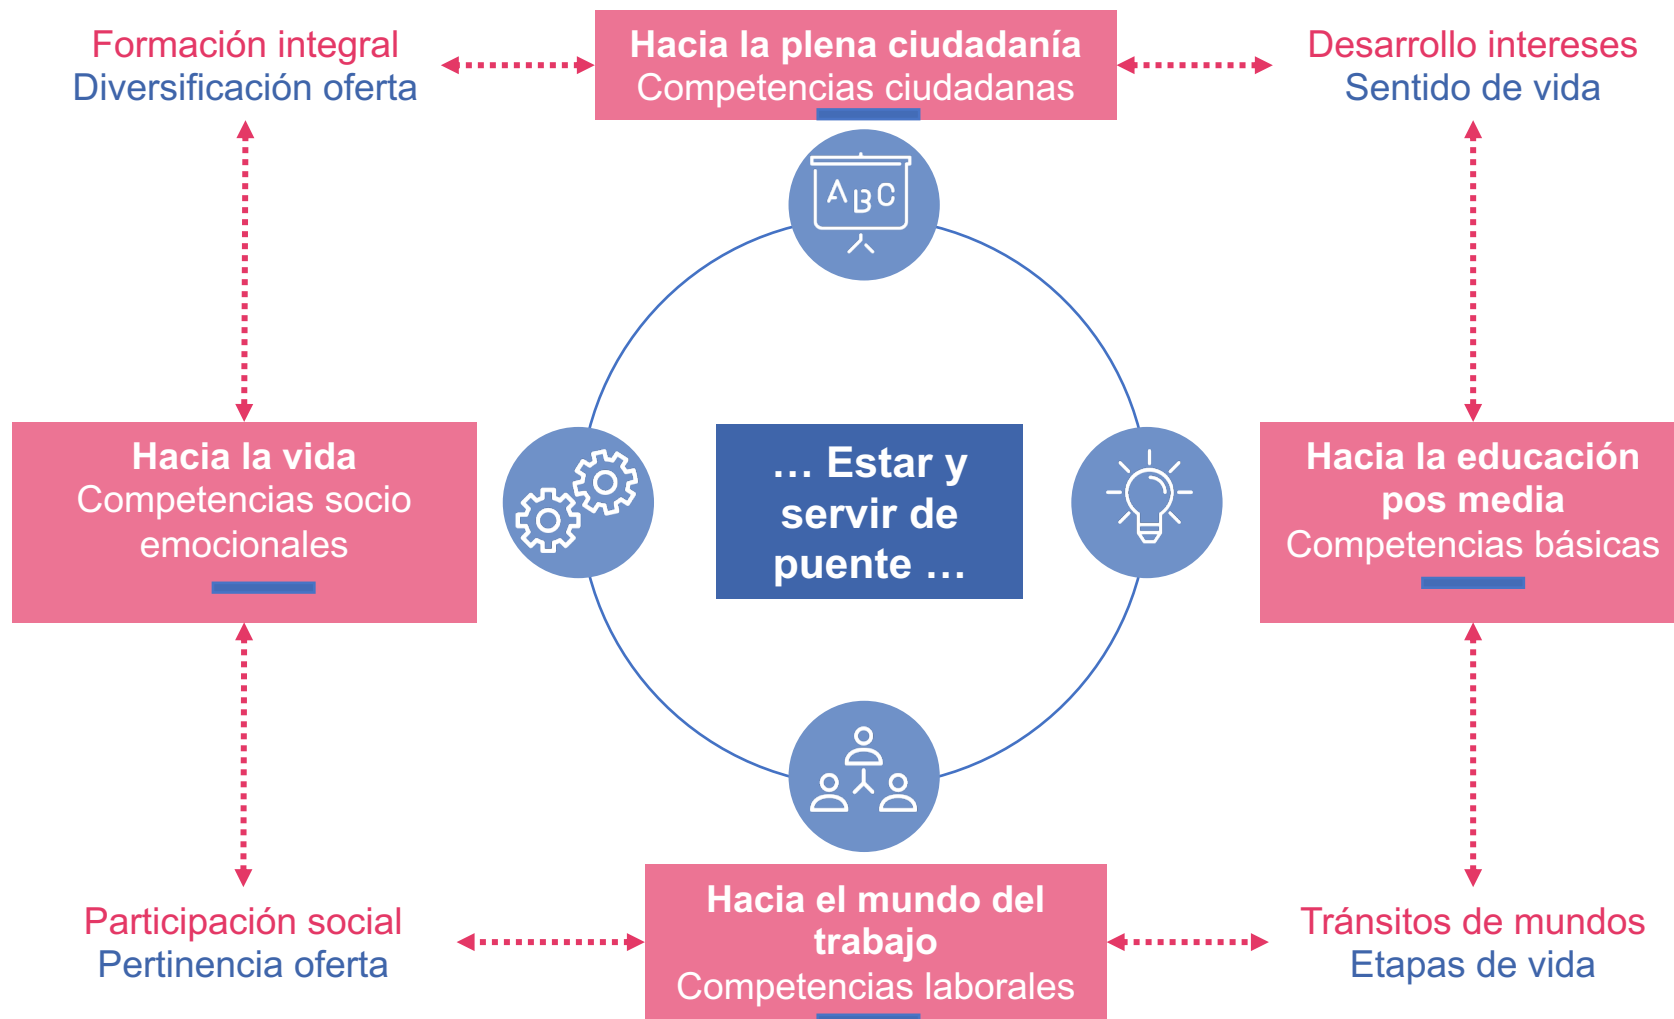 Formación integral
Diversificación oferta
Hacia la plena ciudadanía
Competencias ciudadanas
Desarrollo intereses
Sentido de vida
ABC
Hacia la vida
Competencias socio
emocionales
… Estar y
servir de
puente …
Hacia la educación
pos media
Competencias básicas
Participación social
Pertinencia oferta
Hacia el mundo del
trabajo
Competencias laborales
Tránsitos de mundos
Etapas de vida